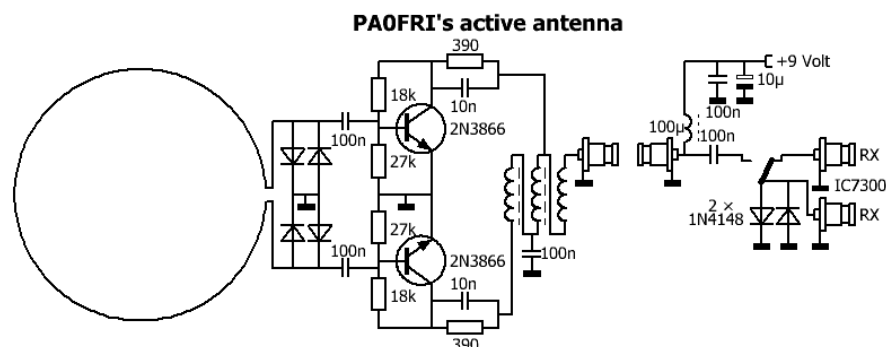 PA0FRI's active antenna
390
18k
10n
2N3866
100n
27k
27k
100n
2N3866
18k
10n
390
100n
+9 Volt
10µ
100n
100µ
100n
RX
IC7300
RX
2 ×
1N4148